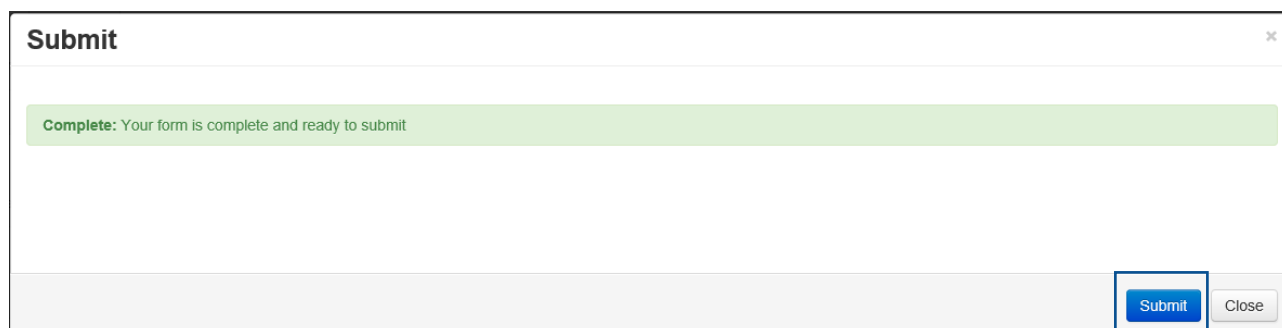 Submit
×
Complete: Your form is complete and ready to submit
Submit
Close